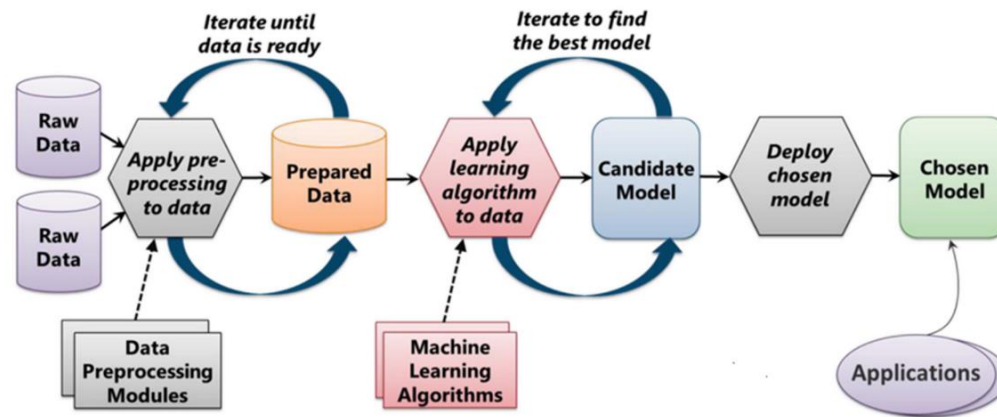 Iterate until
data is ready
Iterate to find
the best model
Raw
Data
Raw
Data
Apply pre-
processing
to data
Prepared
Data
Apply
learning
algorithm
to data
Candidate
Model
Deploy
chosen
model
Chosen
Model
Data
Preprocessing
Modules
Machine
Learning
Algorithms
Applications